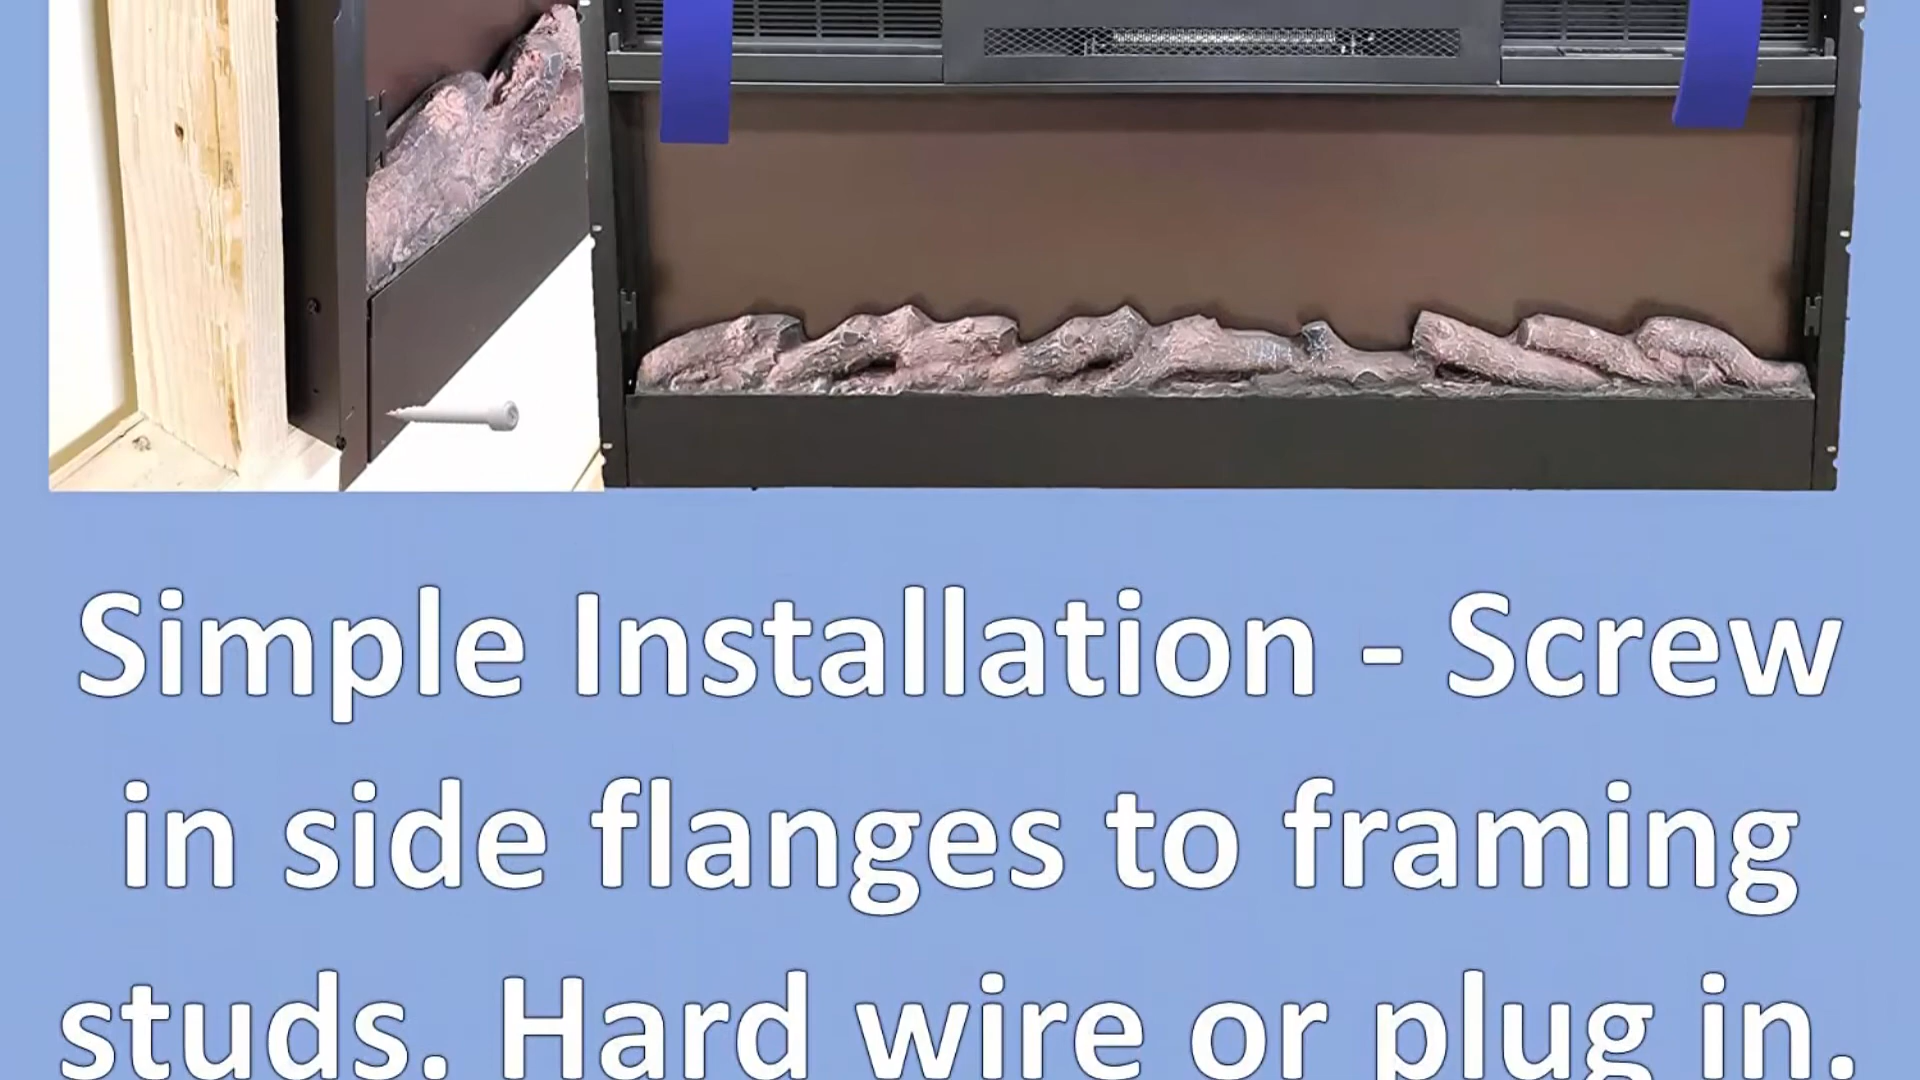 Simple Installation - Screw
in side flanges to framing
studs. Hard wire or plug in.